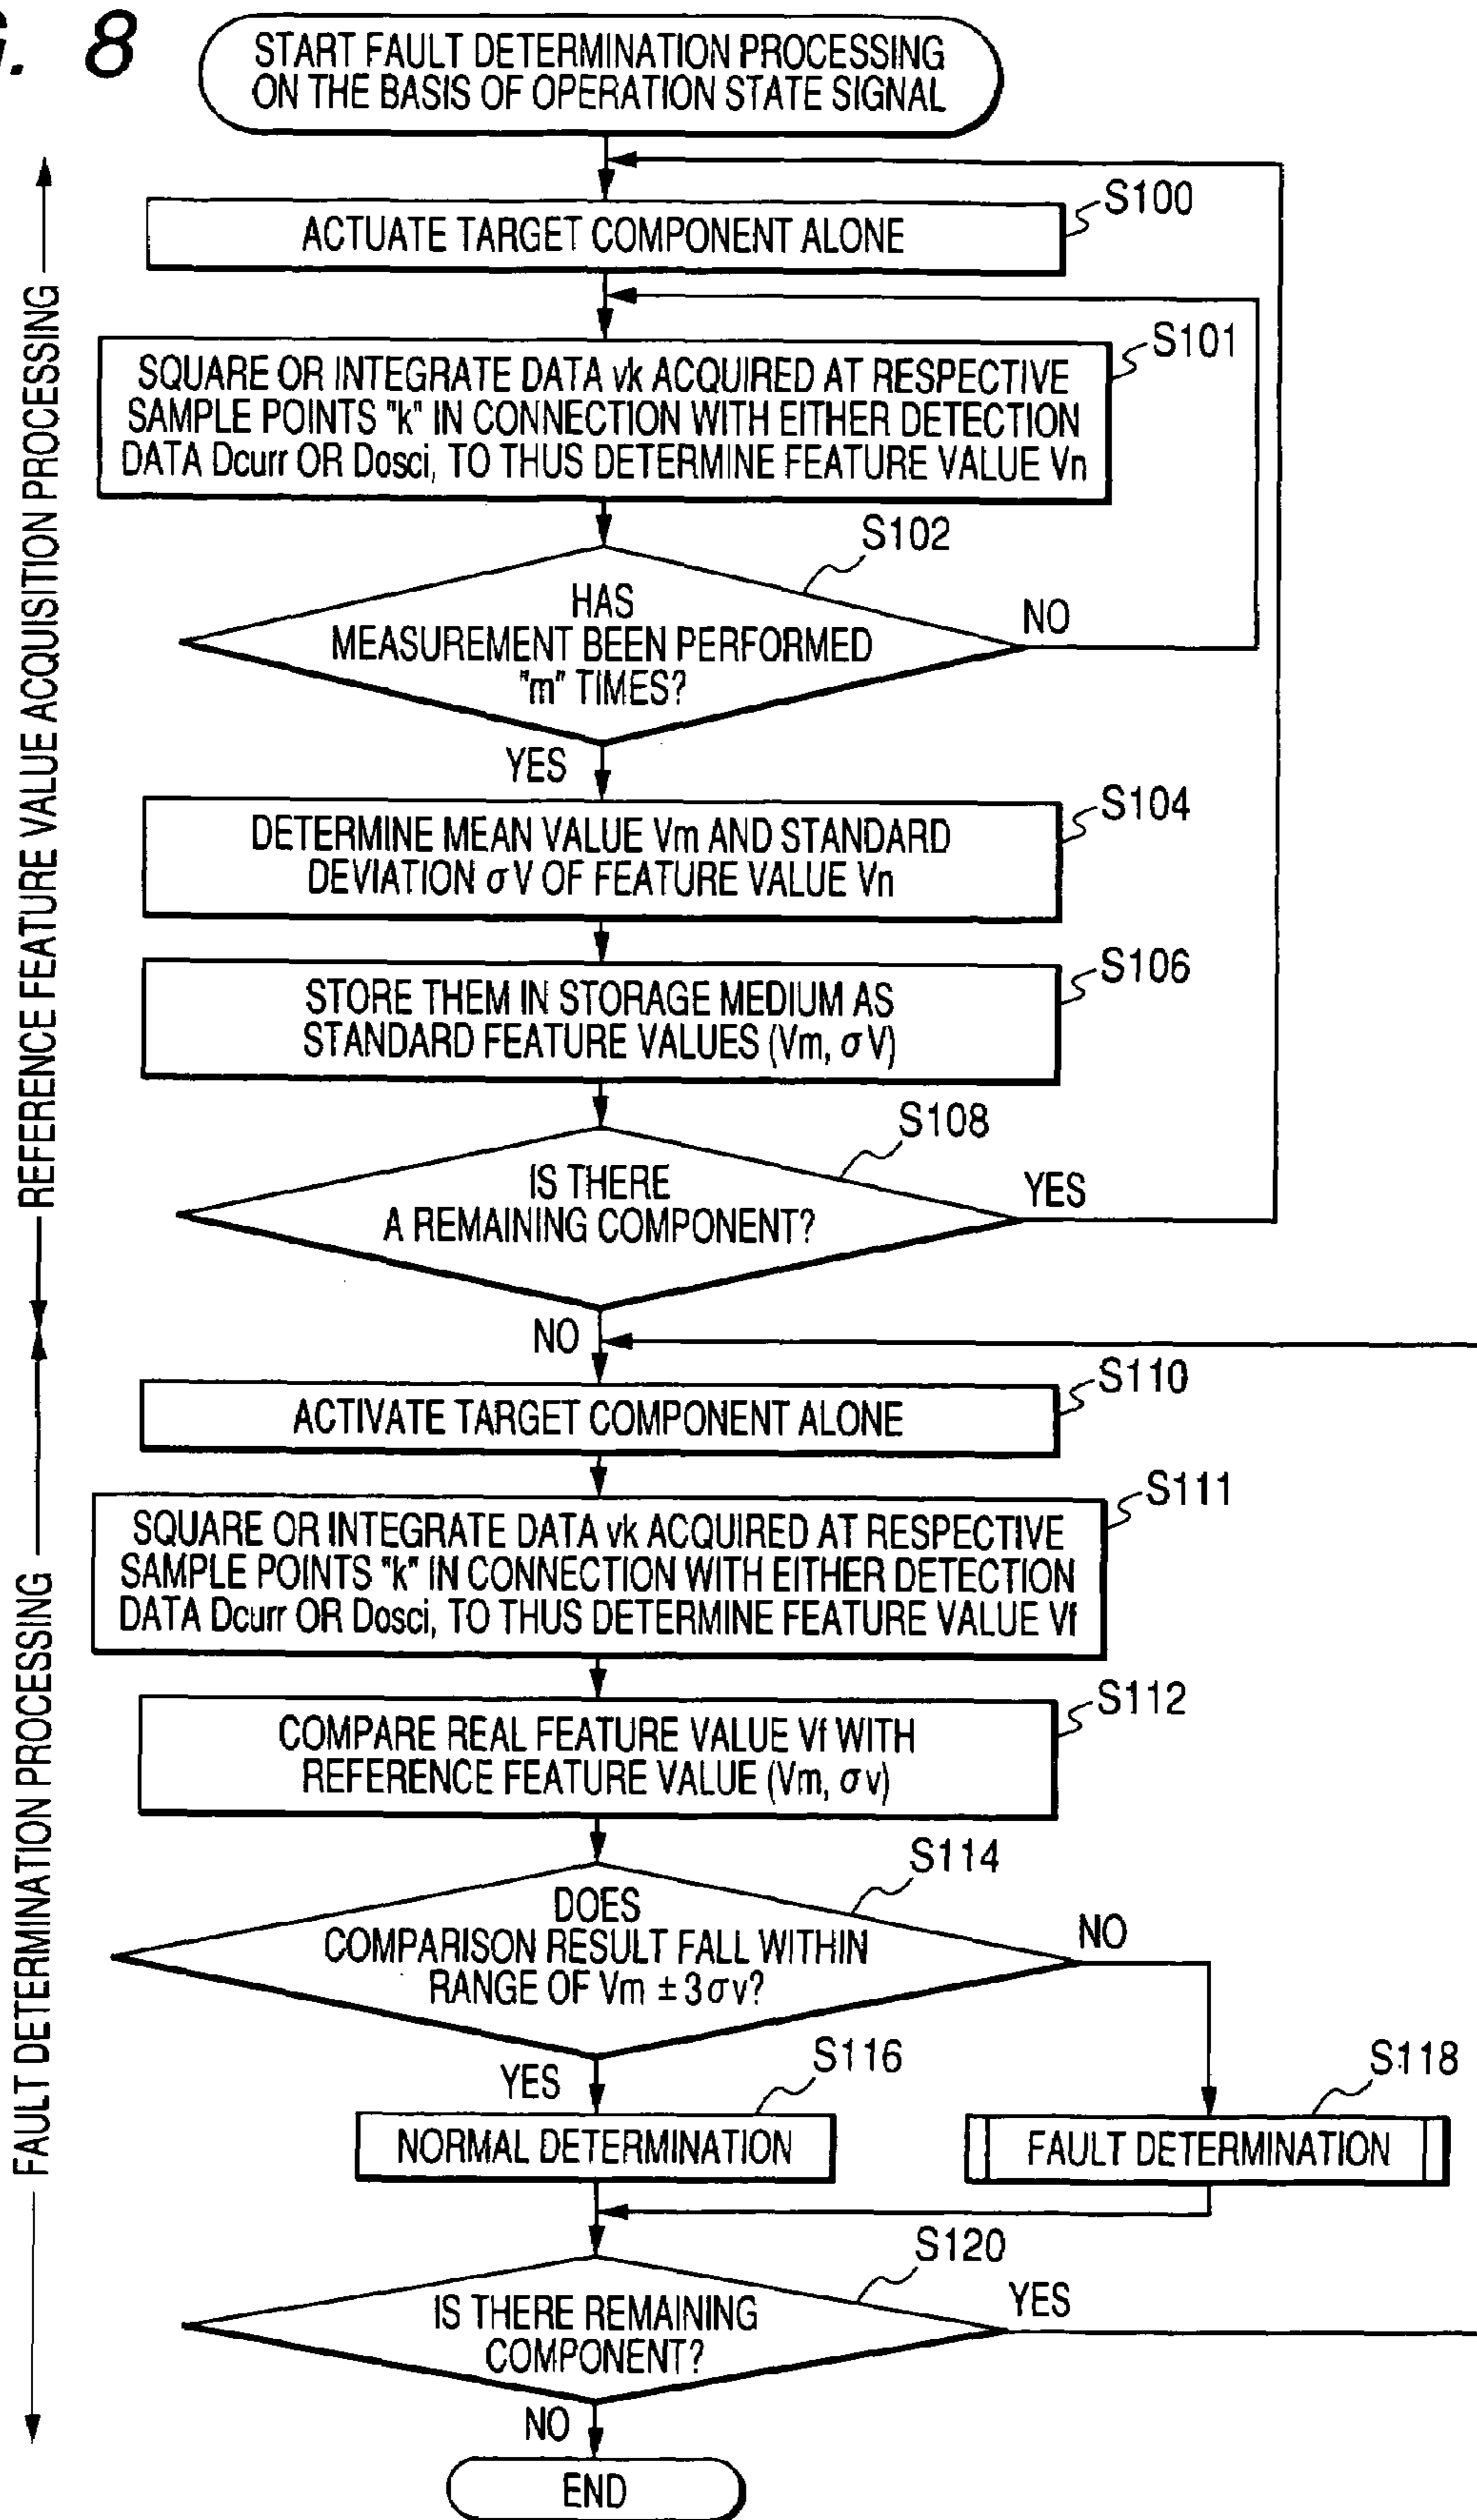 G. 8
START FAULT DETERMINATION PROCESSING
ON THE BASIS OF OPERATION STATE SIGNAL
REFERENCE FEATURE VALUE ACQUISITION PROCESSING
S100
ACTUATE TARGET COMPONENT ALONE
S101
SQUARE OR INTEGRATE DATA vk ACQUIRED AT RESPECTIVE
SAMPLE POINTS "k" IN CONNECTION WITH EITHER DETECTION
DATA Dcurr OR Dosci, TO THUS DETERMINE FEATURE VALUE Vn
S102
HAS
MEASUREMENT BEEN PERFORMED
"m" TIMES?
NO
YES
S104
DETERMINE MEAN VALUE Vm AND STANDARD
DEVIATION σV OF FEATURE VALUE Vn
S106
STORE THEM IN STORAGE MEDIUM AS
STANDARD FEATURE VALUES (Vm, σV)
S108
IS THERE
A REMAINING COMPONENT?
YES
NO
FAULT DETERMINATION PROCESSING
S110
ACTIVATE TARGET COMPONENT ALONE
S111
SQUARE OR INTEGRATE DATA vk ACQUIRED AT RESPECTIVE
SAMPLE POINTS "k" IN CONNECTION WITH EITHER DETECTION
DATA Dcurr OR Dosci, TO THUS DETERMINE FEATURE VALUE Vf
S112
COMPARE REAL FEATURE VALUE Vf WITH
REFERENCE FEATURE VALUE (Vm, σv)
S114
DOES
COMPARISON RESULT FALL WITHIN
RANGE OF Vm ± 3σv?
NO
YES
S116
NORMAL DETERMINATION
S118
FAULT DETERMINATION
S120
IS THERE REMAINING
COMPONENT?
YES
NO
END